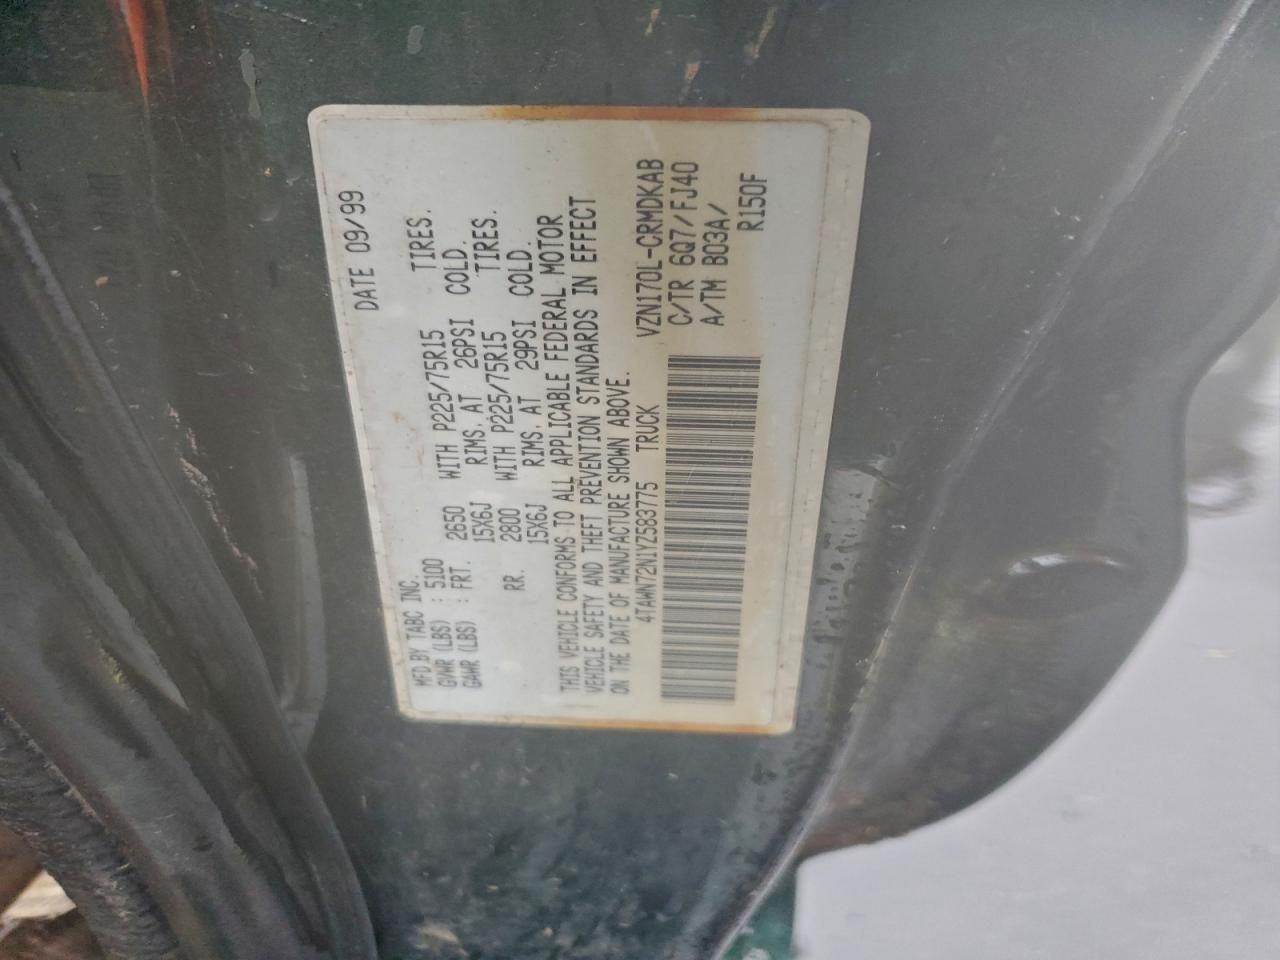 MFD.BY TABC INC. DATE 09/99
GVWR (LBS) : 5100
GAWR (LBS) : FRT. 2650 WITH P225/75R15 TIRES.
15X6J RIMS. AT 26PSI COLD.
RR. 2800 WITH P225/75R15 TIRES.
15X6J RIMS. AT 29PSI COLD.
THIS VEHICLE CONFORMS TO ALL APPLICABLE FEDERAL MOTOR
VEHICLE SAFETY AND THEFT PREVENTION STANDARDS IN EFFECT
ON THE DATE OF MANUFACTURE SHOWN ABOVE.
4TAWN72N1YZ583775 TRUCK VZN170L-CRMDKAB
C/TR 6Q7/FJ40
A/TM B03A/
R150F